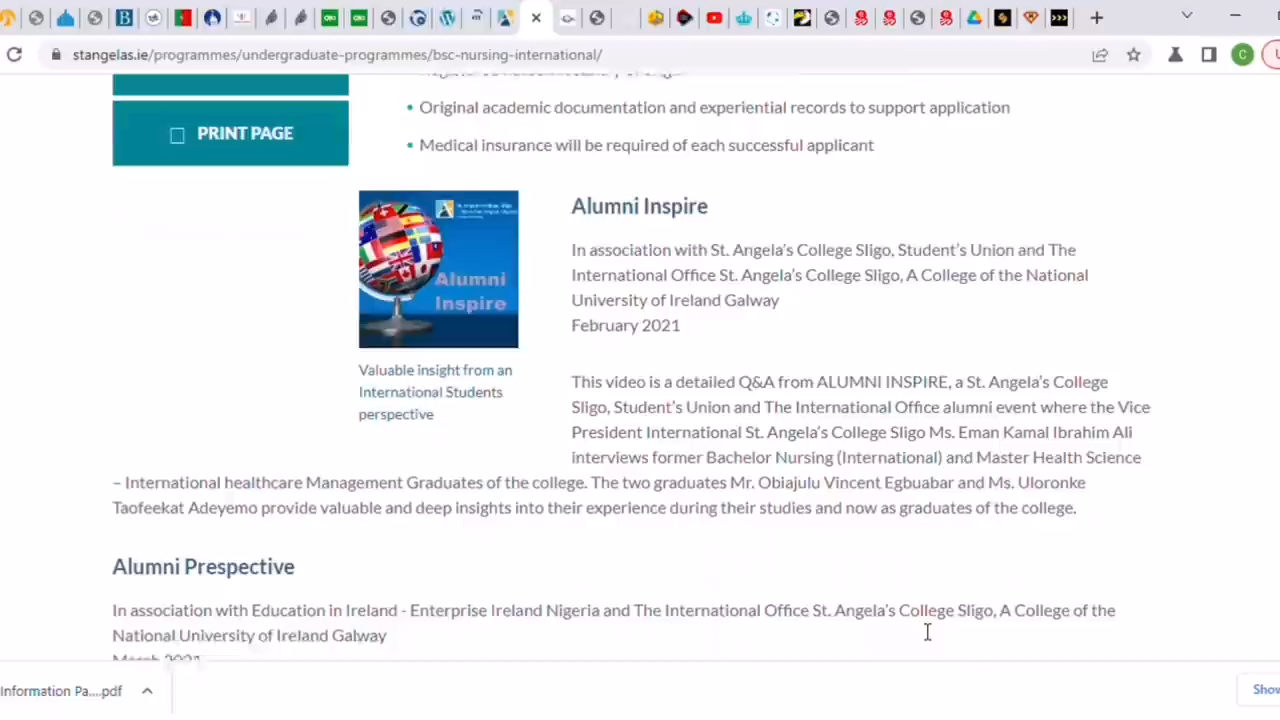 stangelas.ie/programmes/undergraduate-programmes/bsc-nursing-international/
• Original academic documentation and experiential records to support application
PRINT PAGE
• Medical insurance will be required of each successful applicant
Alumni Inspire
Alumni
Inspire
In association with St. Angela's College Sligo, Student's Union and The
International Office St. Angela's College Sligo, A College of the National
University of Ireland Galway
February 2021
Valuable insight from an
International Students
perspective
This video is a detailed Q&A from ALUMNI INSPIRE, a St. Angela's College
Sligo, Student's Union and The International Office alumni event where the Vice
President International St. Angela's College Sligo Ms. Eman Kamal Ibrahim Ali
interviews former Bachelor Nursing (International) and Master Health Science
– International healthcare Management Graduates of the college. The two graduates Mr. Obiajulu Vincent Egbuabar and Ms. Uloronke
Taofeekat Adeyemo provide valuable and deep insights into their experience during their studies and now as graduates of the college.
Alumni Prespective
In association with Education in Ireland - Enterprise Ireland Nigeria and The International Office St. Angela's College Sligo, A College of the
National University of Ireland Galway
March 2021
Information Pa....pdf
Show